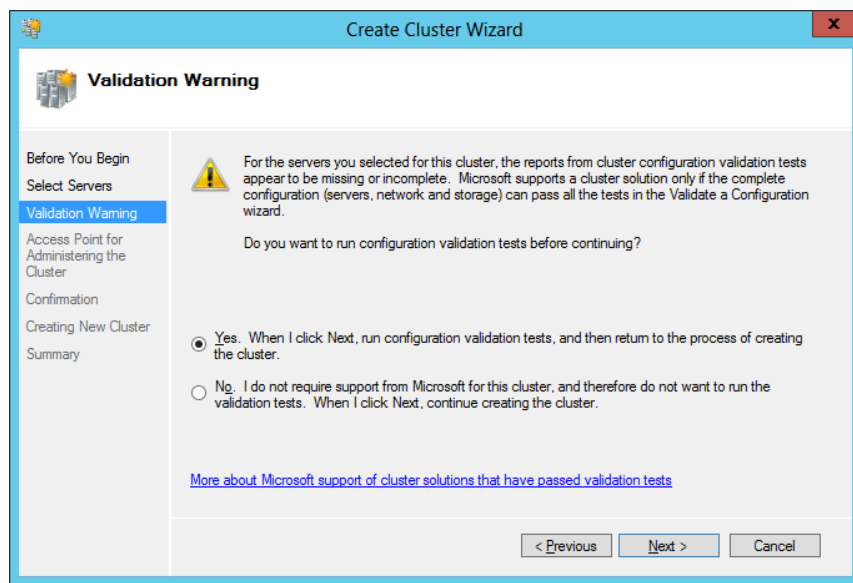 Create Cluster Wizard
x
Validation Warning
Before You Begin
Select Servers
Validation Warning
Access Point for
Administering the
Cluster
Confirmation
Creating New Cluster
Summary
For the servers you selected for this cluster, the reports from cluster configuration validation tests
appear to be missing or incomplete.  Microsoft supports a cluster solution only if the complete
configuration (servers, network and storage) can pass all the tests in the Validate a Configuration
wizard.
Do you want to run configuration validation tests before continuing?
Yes.  When I click Next, run configuration validation tests, and then return to the process of creating
the cluster.
No.  I do not require support from Microsoft for this cluster, and therefore do not want to run the
validation tests.  When I click Next, continue creating the cluster.
More about Microsoft support of cluster solutions that have passed validation tests
< Previous
Next >
Cancel